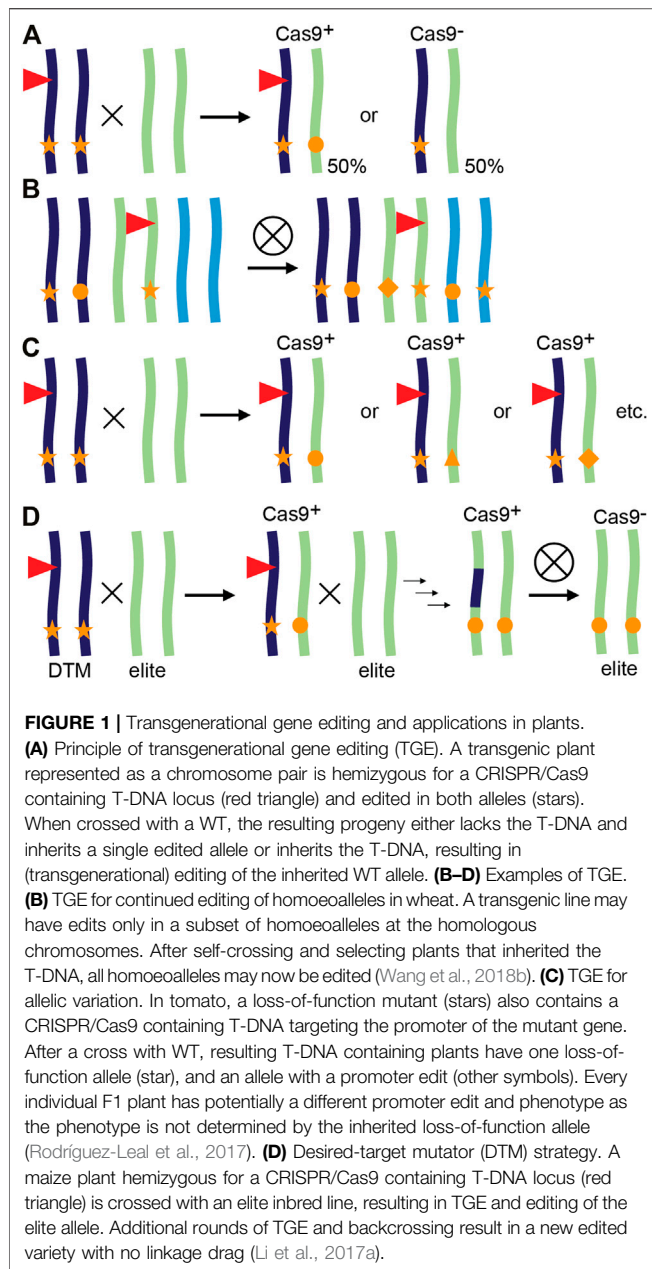 A
Cas9+ Cas9-
or
50% 50%
B
C
Cas9+ Cas9+ Cas9+
or or etc.
D
Cas9+ Cas9+ Cas9-
DTM elite elite elite
FIGURE 1 | Transgenerational gene editing and applications in plants.
(A) Principle of transgenerational gene editing (TGE). A transgenic plant
represented as a chromosome pair is hemizygous for a CRISPR/Cas9
containing T-DNA locus (red triangle) and edited in both alleles (stars).
When crossed with a WT, the resulting progeny either lacks the T-DNA and
inherits a single edited allele or inherits the T-DNA, resulting in
(transgenerational) editing of the inherited WT allele. (B–D) Examples of TGE.
(B) TGE for continued editing of homoeoalleles in wheat. A transgenic line may
have edits only in a subset of homoeoalleles at the homologous
chromosomes. After self-crossing and selecting plants that inherited the
T-DNA, all homoeoalleles may now be edited (Wang et al., 2018b). (C) TGE for
allelic variation. In tomato, a loss-of-function mutant (stars) also contains a
CRISPR/Cas9 containing T-DNA targeting the promoter of the mutant gene.
After a cross with WT, resulting T-DNA containing plants have one loss-of-
function allele (star), and an allele with a promoter edit (other symbols). Every
individual F1 plant has potentially a different promoter edit and phenotype as
the phenotype is not determined by the inherited loss-of-function allele
(Rodríguez-Leal et al., 2017). (D) Desired-target mutator (DTM) strategy. A
maize plant hemizygous for a CRISPR/Cas9 containing T-DNA locus (red
triangle) is crossed with an elite inbred line, resulting in TGE and editing of the
elite allele. Additional rounds of TGE and backcrossing result in a new edited
variety with no linkage drag (Li et al., 2017a).